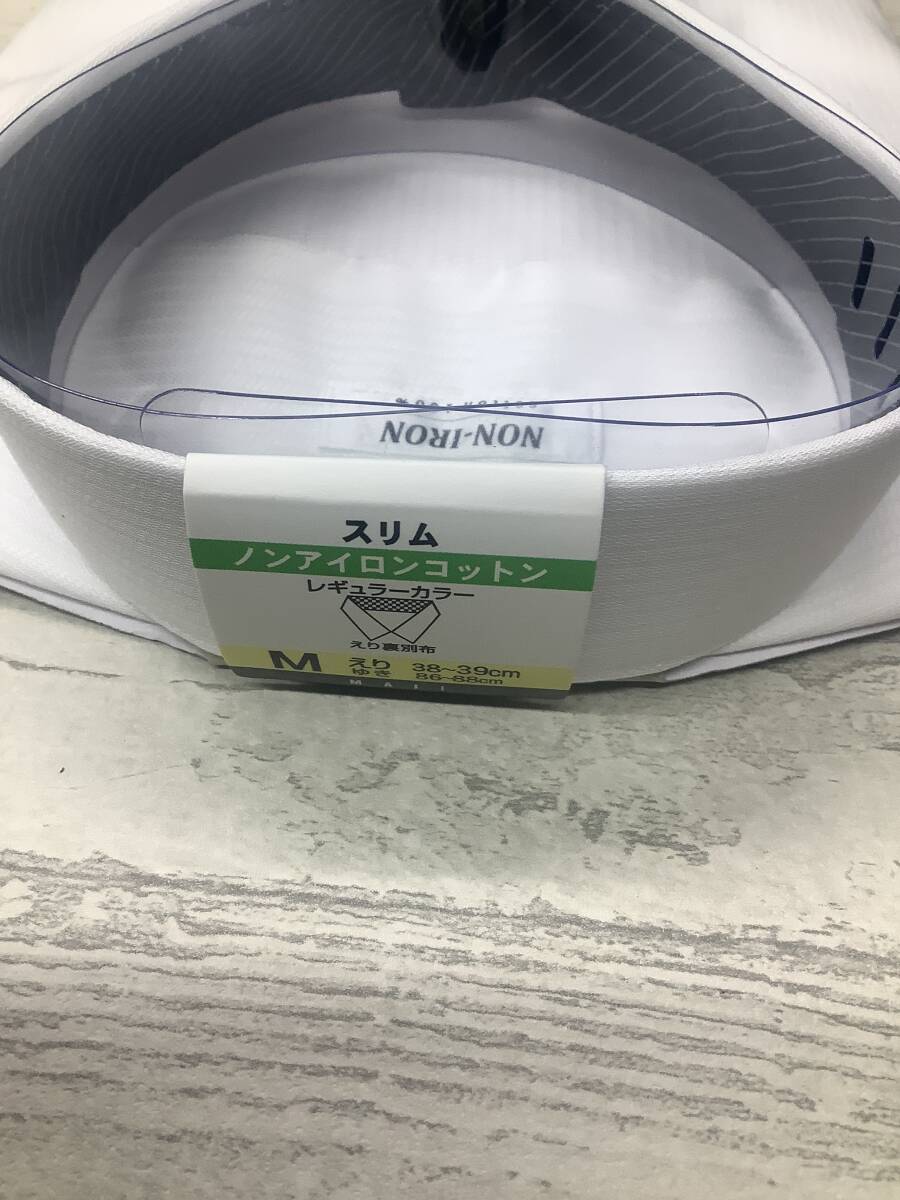 NON-IRON
スリム
ノンアイロンコットン
レギュラーカラー
えり裏別布
M えり 38~39cm
ゆき 86~88cm